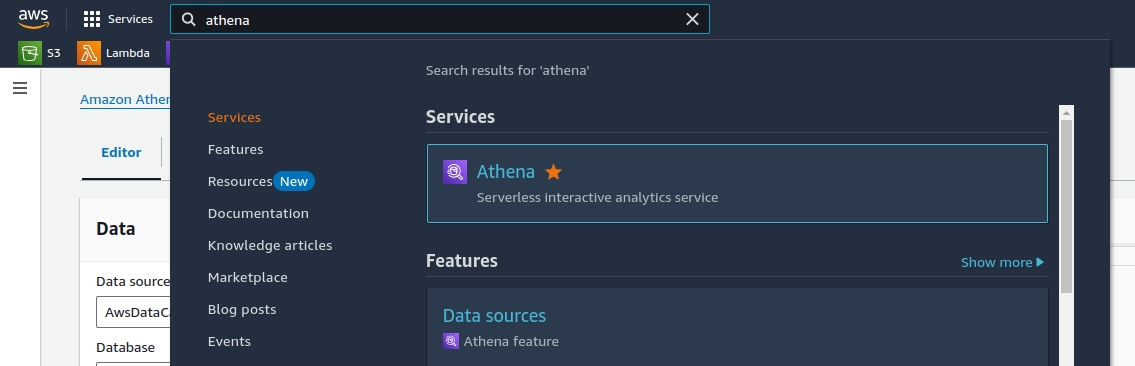 aws
Services
athena
S3
Lambda
Search results for 'athena'
Amazon Athen
Editor
Data
Data source
AwsDataCa
Database
Services
Features
Resources New
Documentation
Knowledge articles
Marketplace
Blog posts
Events
Services
Athena
Serverless interactive analytics service
Features
Show more
Data sources
Athena feature